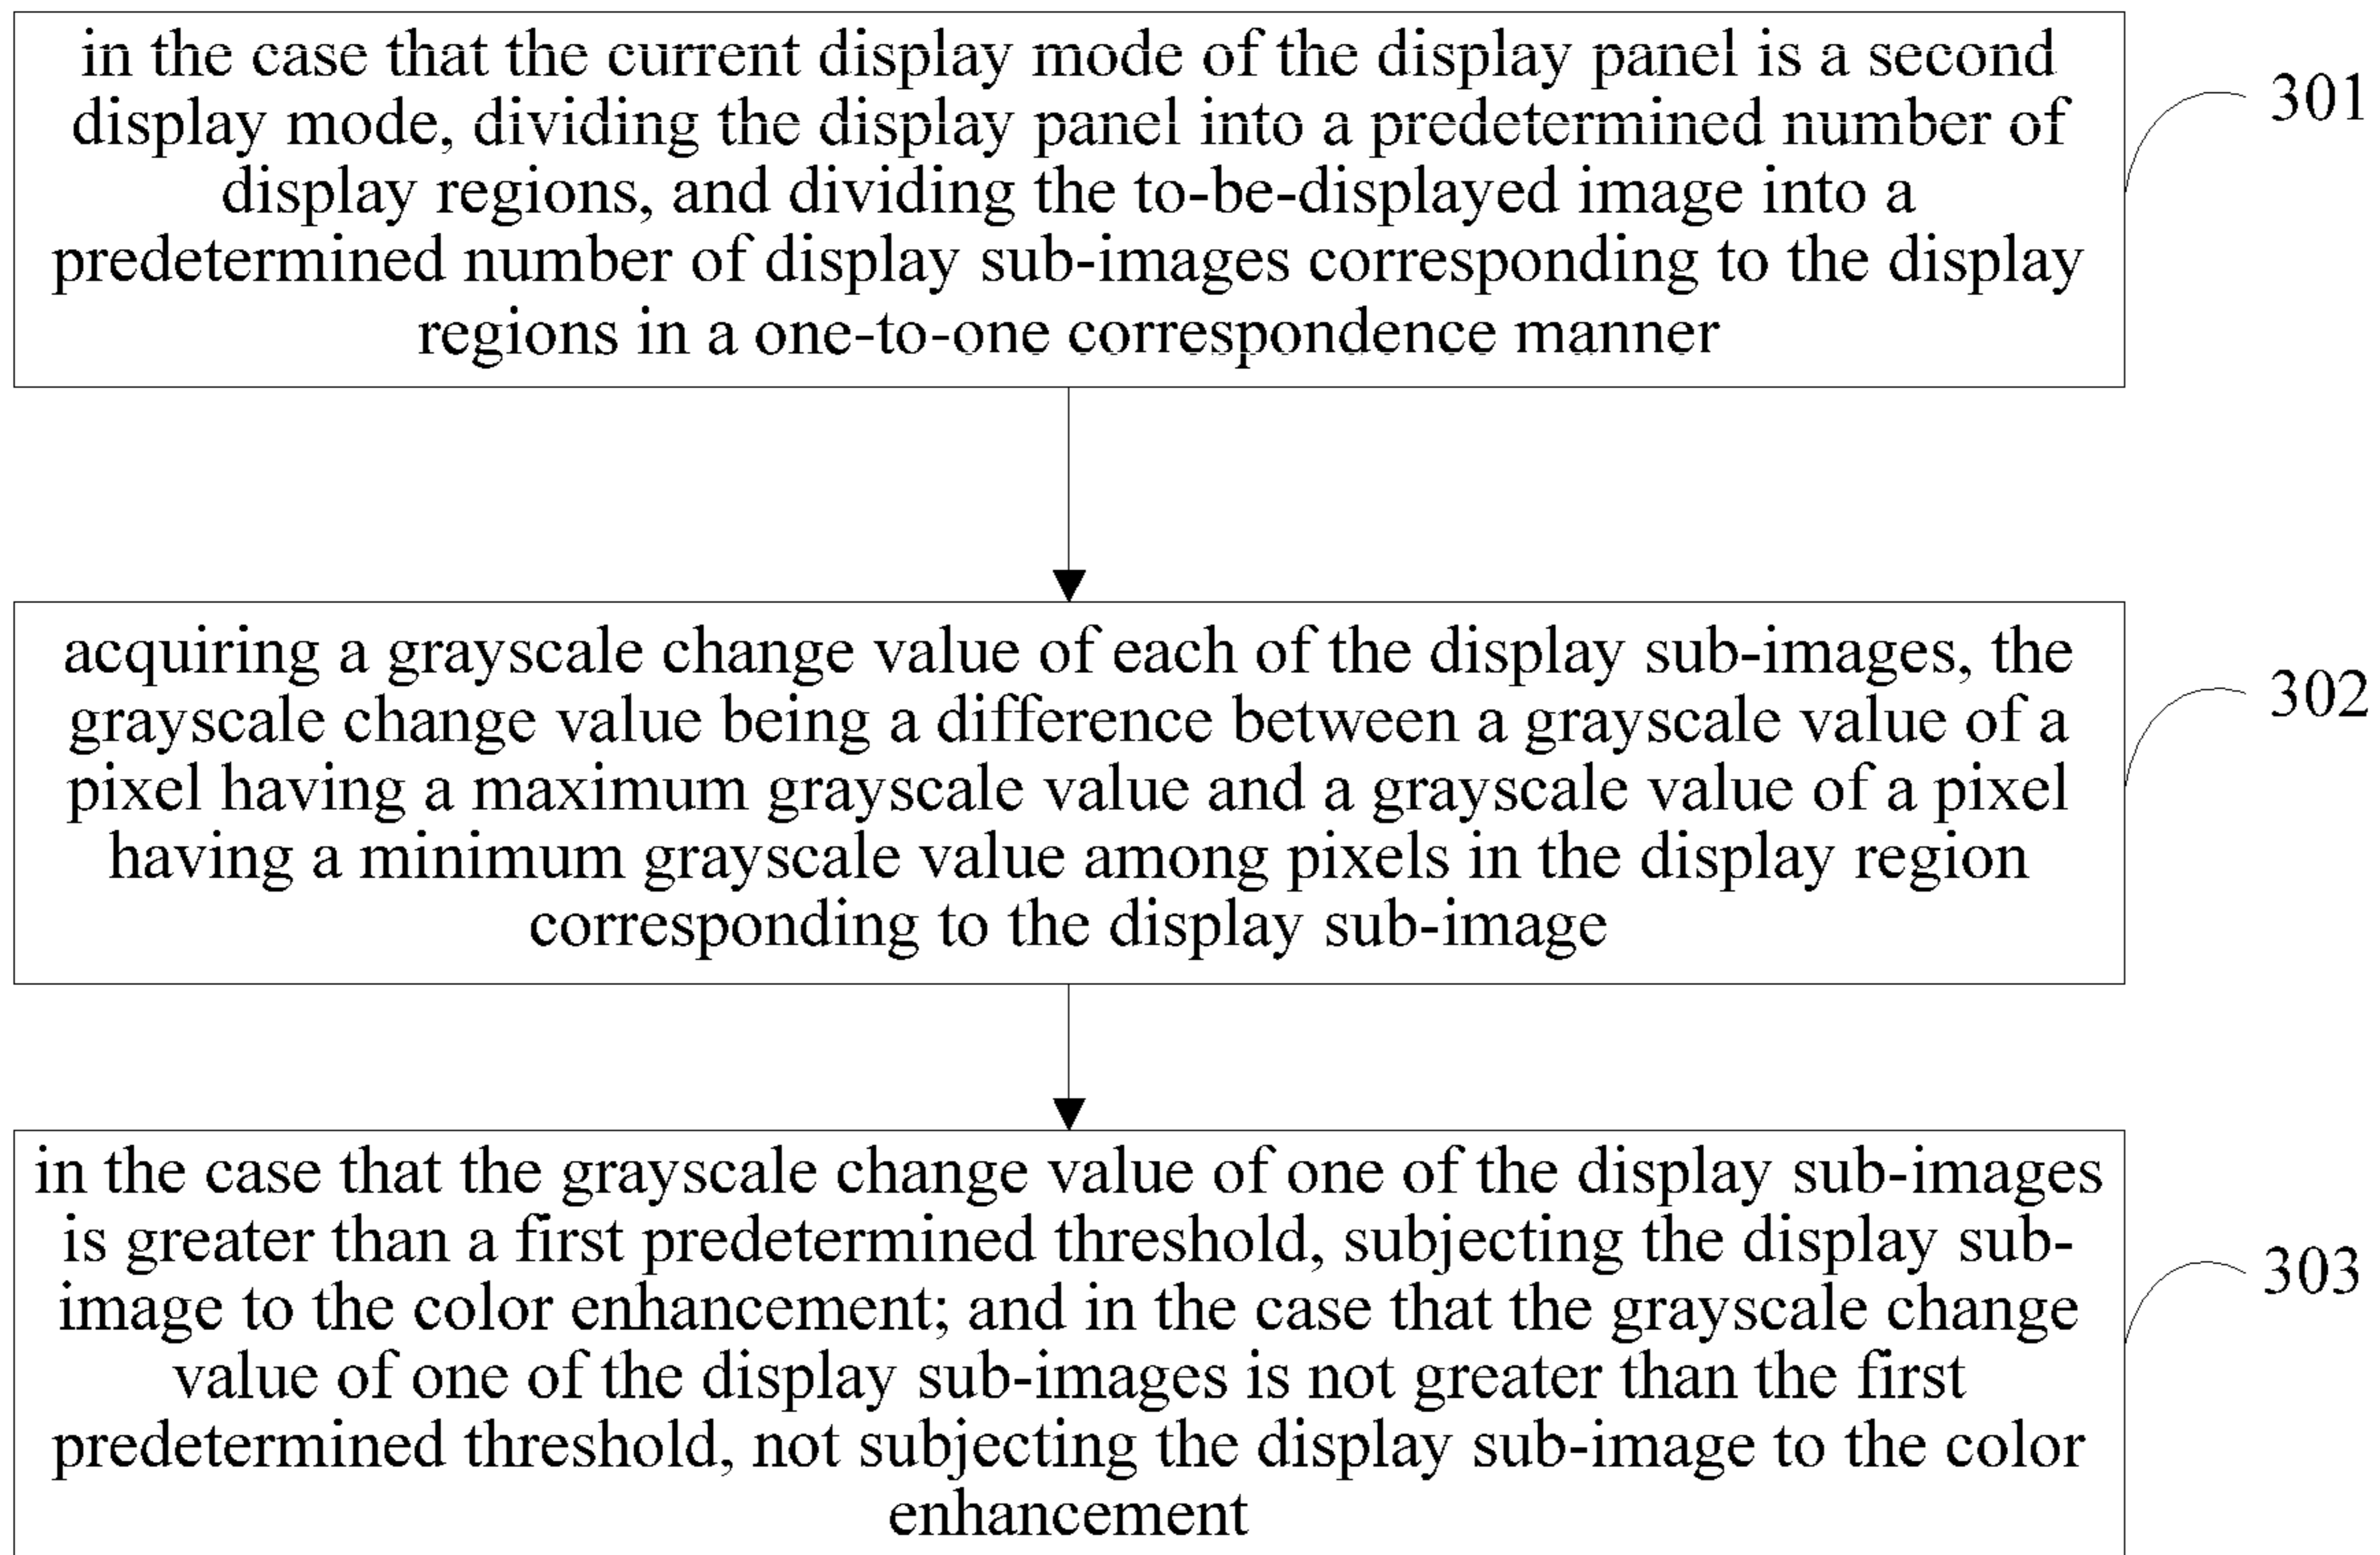 in the case that the current display mode of the display panel is a second
display mode, dividing the display panel into a predetermined number of
display regions, and dividing the to-be-displayed image into a
predetermined number of display sub-images corresponding to the display
regions in a one-to-one correspondence manner
301
acquiring a grayscale change value of each of the display sub-images, the
grayscale change value being a difference between a grayscale value of a
pixel having a maximum grayscale value and a grayscale value of a pixel
having a minimum grayscale value among pixels in the display region
corresponding to the display sub-image
302
in the case that the grayscale change value of one of the display sub-images
is greater than a first predetermined threshold, subjecting the display sub-
image to the color enhancement; and in the case that the grayscale change
value of one of the display sub-images is not greater than the first
predetermined threshold, not subjecting the display sub-image to the color
enhancement
303